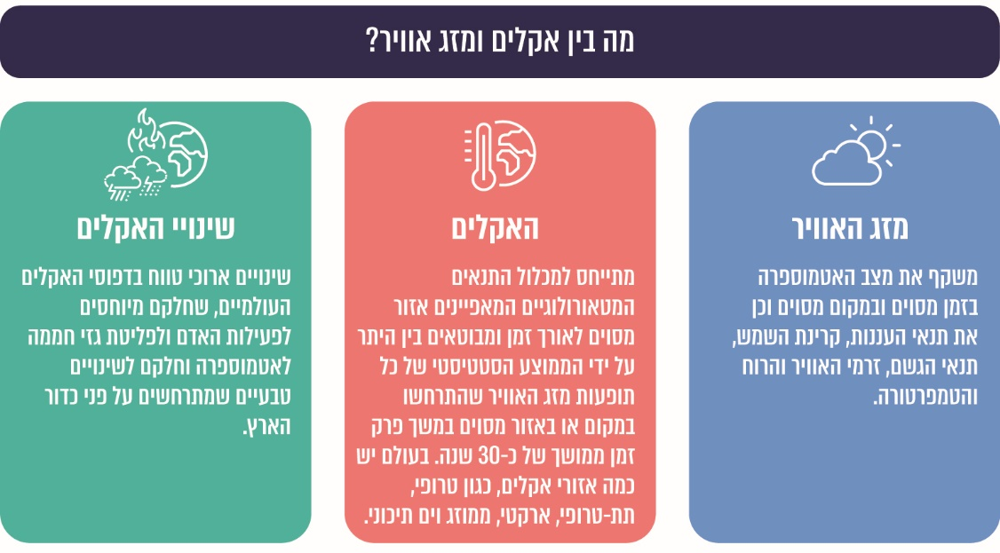 מה בין אקלים ומזג אוויר?
מזג האוויר
משקף את מצב האטמוספרה
בזמן מסוים ובמקום מסוים וכן
את תנאי העננות, קרינת השמש,
תנאי הגשם, זרמי האוויר והרוח
והטמפרטורה.
האקלים
מתייחס למכלול התנאים
המטאורולוגיים המאפיינים אזור
מסוים לאורך זמן ומבוטאים בין היתר
על ידי הממוצע הסטטיסטי של כל
תופעות מזג האוויר שהתרחשו
במקום או באזור מסוים במשך פרק
זמן ממושך של כ-30 שנה. בעולם יש
כמה אזורי אקלים, כגון טרופי,
תת-טרופי, ארקטי, ממוזג וים תיכוני.
שינויי האקלים
שינויים ארוכי טווח בדפוסי האקלים
העולמיים, שחלקם מיוחסים
לפעילות האדם ולפליטת גזי חממה
לאטמוספרה וחלקם לשינויים
טבעיים שמתרחשים על פני כדור
הארץ.